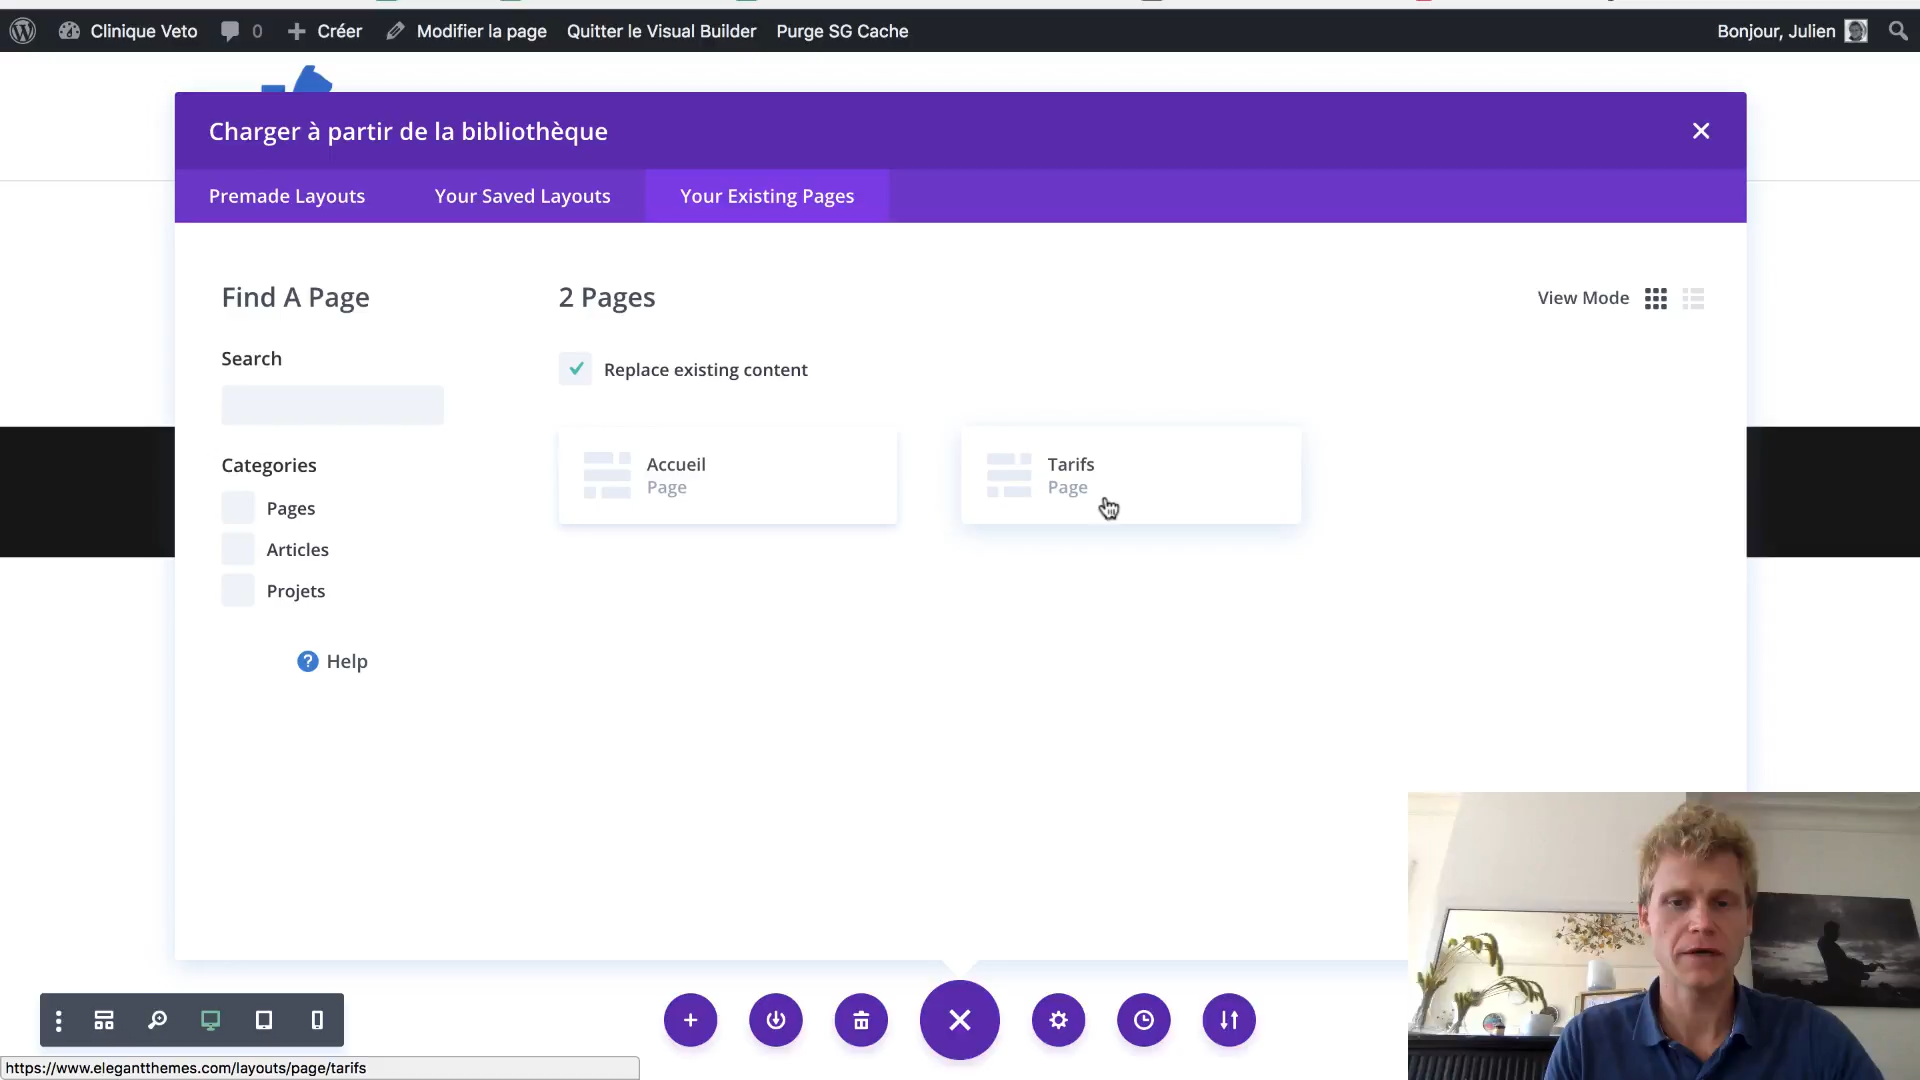 Clinique Veto
0
Créer
Modifier la page
Quitter le Visual Builder
Purge SG Cache
Bonjour, Julien
Charger à partir de la bibliothèque
Premade Layouts
Your Saved Layouts
Your Existing Pages
Find A Page
2 Pages
View Mode
Search
Replace existing content
Categories
Accueil
Page
Tarifs
Page
Pages
Articles
Projets
? Help
https://www.elegantthemes.com/layouts/page/tarifs